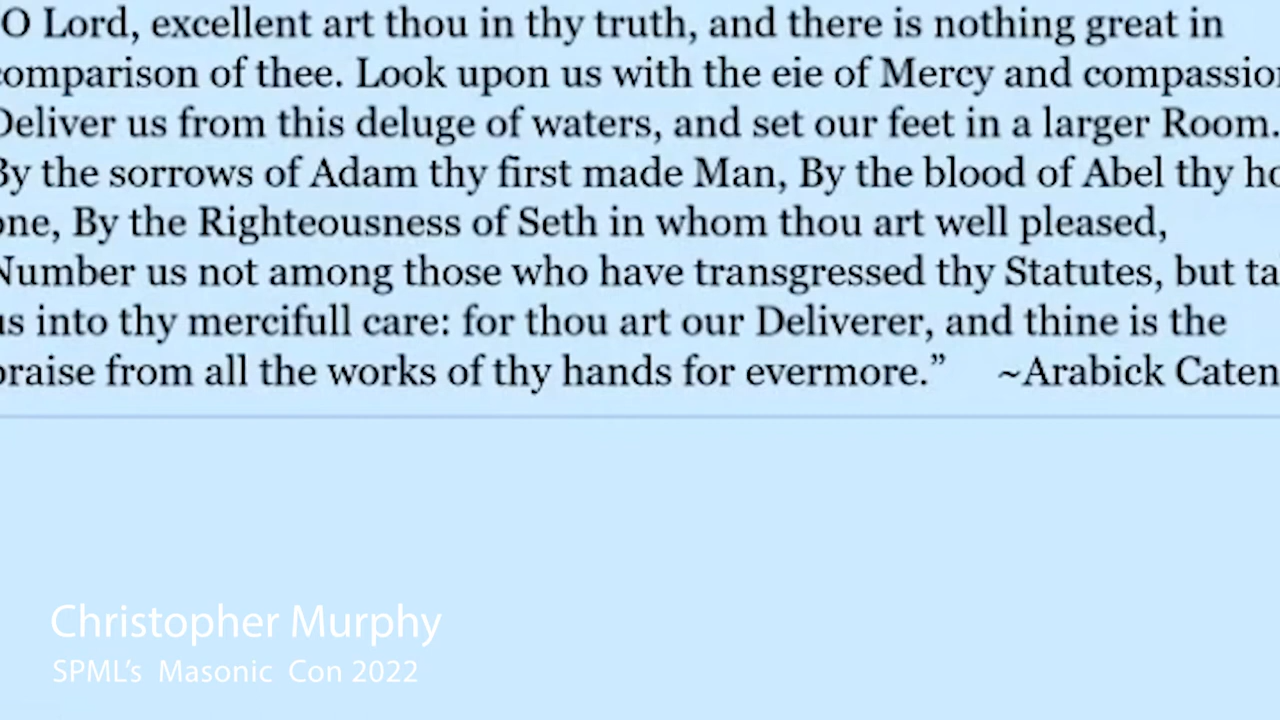 O Lord, excellent art thou in thy truth, and there is nothing great in
comparison of thee. Look upon us with the eie of Mercy and compassion
Deliver us from this deluge of waters, and set our feet in a larger Room.
By the sorrows of Adam thy first made Man, By the blood of Abel thy
one, By the Righteousness of Seth in whom thou art well pleased,
Number us not among those who have transgressed thy Statutes, but
us into thy mercifull care: for thou art our Deliverer, and thine is the
praise from all the works of thy hands for evermore.” ~Arabick
Christopher Murphy
SPML's Masonic Con 2022